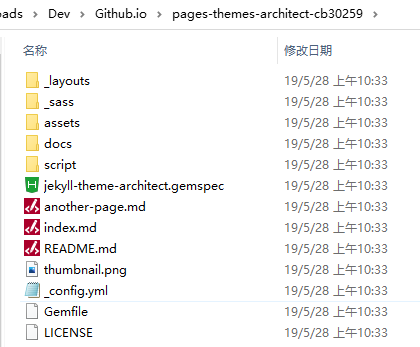 oads › Dev › Github.io › pages-themes-architect-cb30259 ›
名称 修改日期
_layouts 19/5/28 上午10:33
_sass 19/5/28 上午10:33
assets 19/5/28 上午10:33
docs 19/5/28 上午10:33
script 19/5/28 上午10:33
jekyll-theme-architect.gemspec 19/5/28 上午10:33
another-page.md 19/5/28 上午10:33
index.md 19/5/28 上午10:33
README.md 19/5/28 上午10:33
thumbnail.png 19/5/28 上午10:33
_config.yml 19/5/28 上午10:33
Gemfile 19/5/28 上午10:33
LICENSE 19/5/28 上午10:33